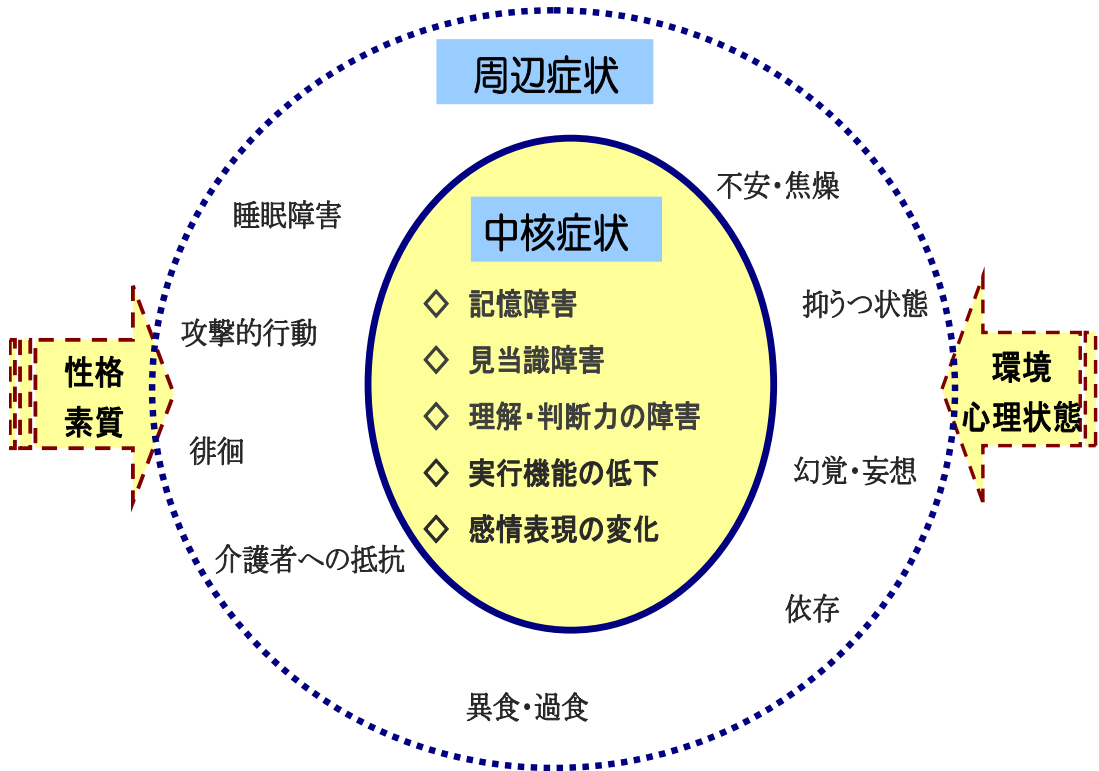 周辺症状
不安・焦燥
睡眠障害
中核症状
◇ 記憶障害
◇ 見当識障害
◇ 理解・判断力の障害
◇ 実行機能の低下
◇ 感情表現の変化
抑うつ状態
攻撃的行動
性格
素質
環境
心理状態
徘徊
幻覚・妄想
介護者への抵抗
依存
異食・過食